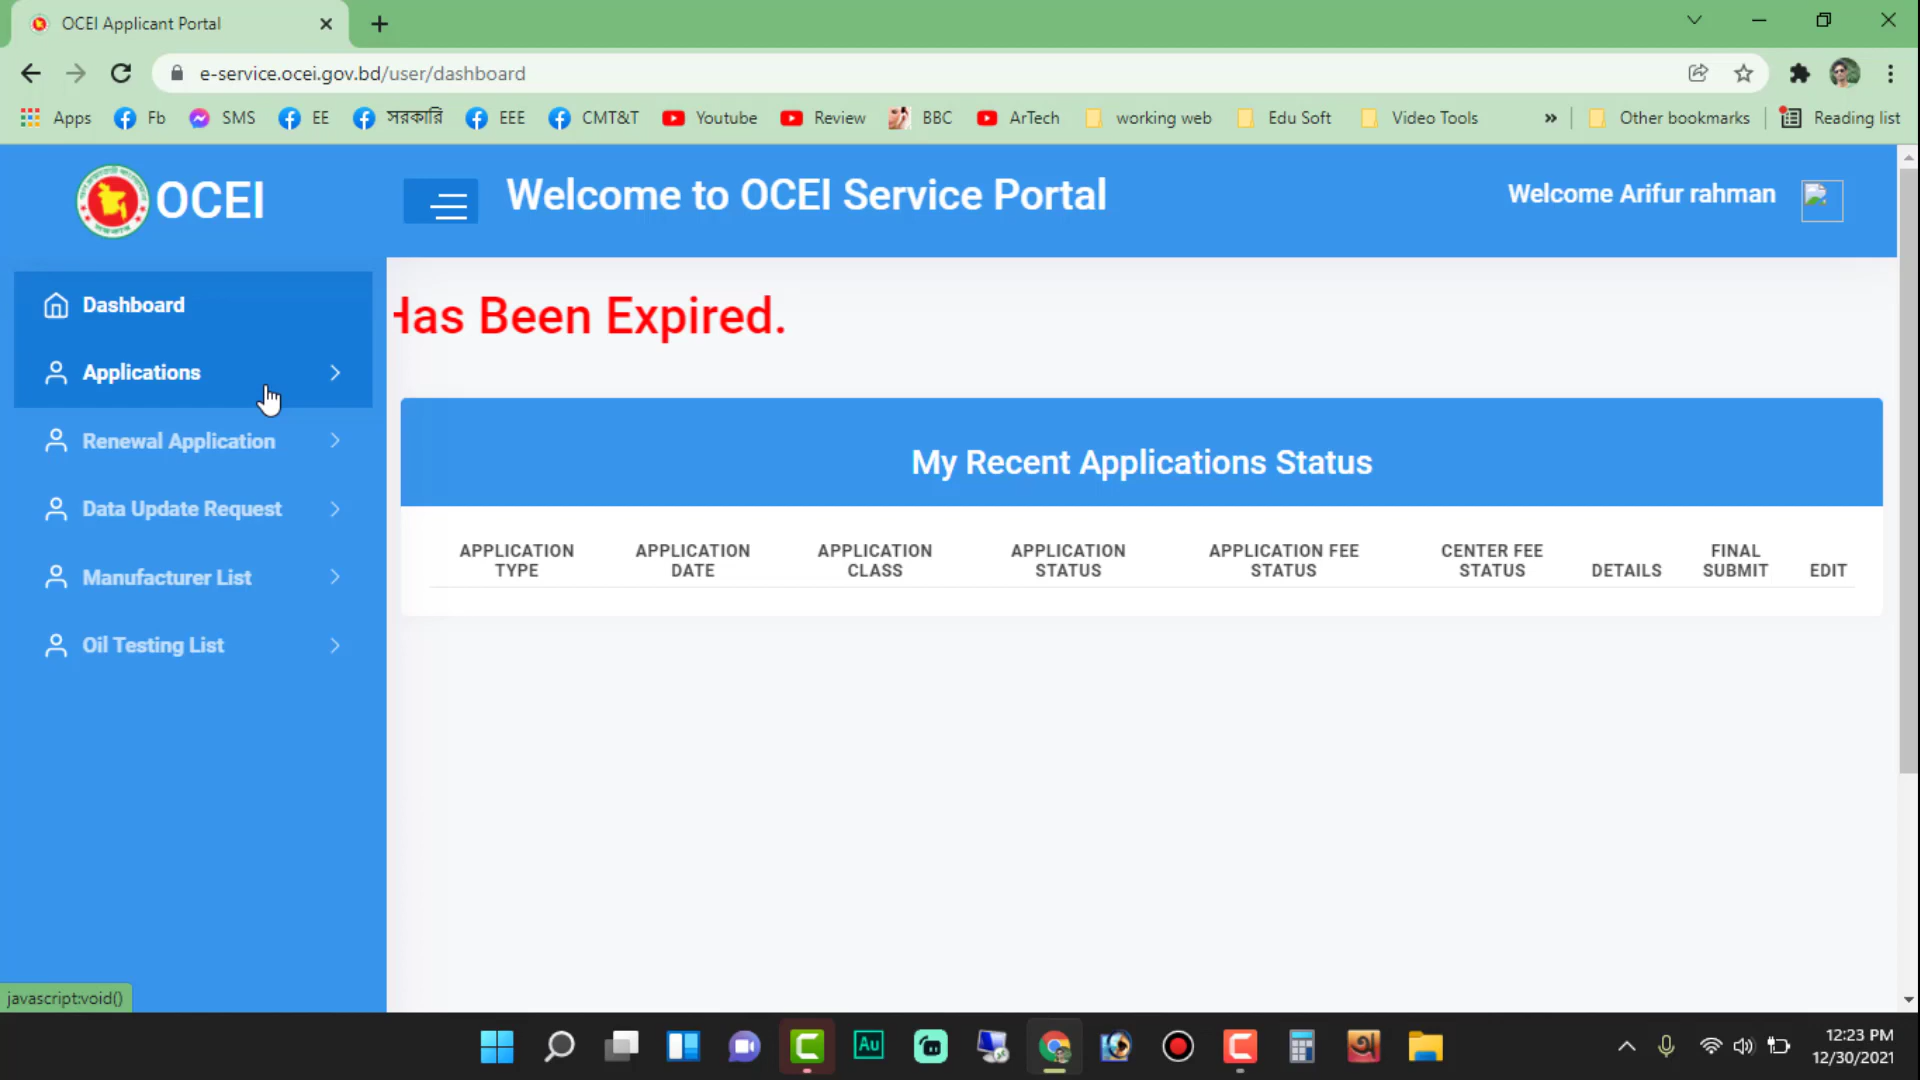 OCEI Applicant Portal
e-service.ocei.gov.bd/user/dashboard
Apps Fb SMS EE সরকারি EEE CMT&T Youtube Review BBC ArTech working web Edu Soft Video Tools » Other bookmarks Reading list
OCEI
Welcome to OCEI Service Portal
Welcome Arifur rahman
Dashboard
Applications
Renewal Application
Data Update Request
Manufacturer List
Oil Testing List
Has Been Expired.
My Recent Applications Status
APPLICATION TYPE
APPLICATION DATE
APPLICATION CLASS
APPLICATION STATUS
APPLICATION FEE STATUS
CENTER FEE STATUS
DETAILS
FINAL SUBMIT
EDIT
javascript:void()
Au
অ
12:23 PM
12/30/2021